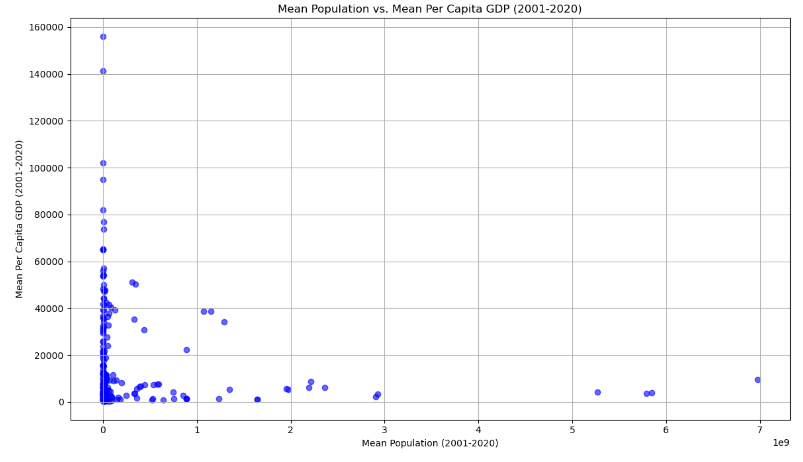 Mean Population vs. Mean Per Capita GDP (2001-2020)
Mean Per Capita GDP (2001-2020)
160000
140000
120000
100000
80000
60000
40000
20000
0
0 1 2 3 4 5 6 7
1e9
Mean Population (2001-2020)